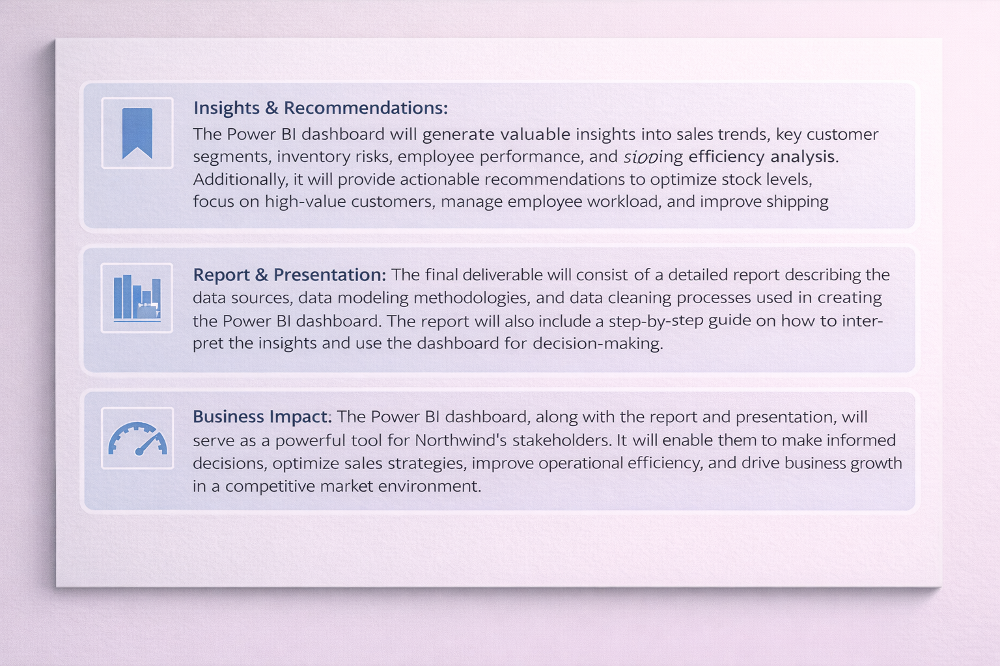 Insights & Recommendations:
The Power BI dashboard will generate valuable insights into sales trends, key customer
segments, inventory risks, employee performance, and efficiency analysis.
Additionally, it will provide actionable recommendations to optimize stock levels,
focus on high-value customers, manage employee workload, and improve shipping
Report & Presentation: The final deliverable will consist of a detailed report describing the
data sources, data modeling methodologies, and data cleaning processes used in creating
the Power BI dashboard. The report will also include a step-by-step guide on how to inter-
pret the insights and use the dashboard for decision-making.
Business Impact: The Power BI dashboard, along with the report and presentation, will
serve as a powerful tool for Northwind's stakeholders. It will enable them to make informed
decisions, optimize sales strategies, improve operational efficiency, and drive business growth
in a competitive market environment.